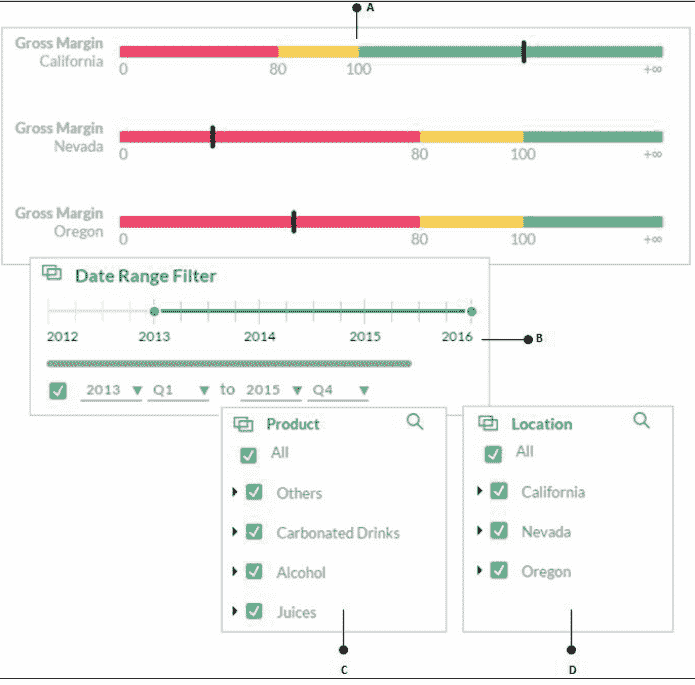 A
Gross Margin
California
0 80 100 +∞
Gross Margin
Nevada
0 80 100 +∞
Gross Margin
Oregon
0 80 100 +∞
Date Range Filter
2012 2013 2014 2015 2016
B
2013 Q1 to 2015 Q4
Product
All
Others
Carbonated Drinks
Alcohol
Juices
Location
All
California
Nevada
Oregon
C
D